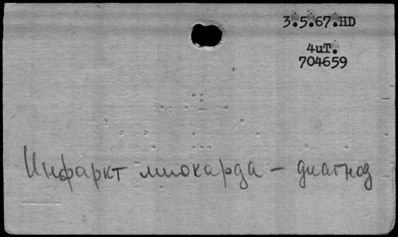 3.5.67.HD
4uT.
704659
Инфаркт миокарда – диагноз